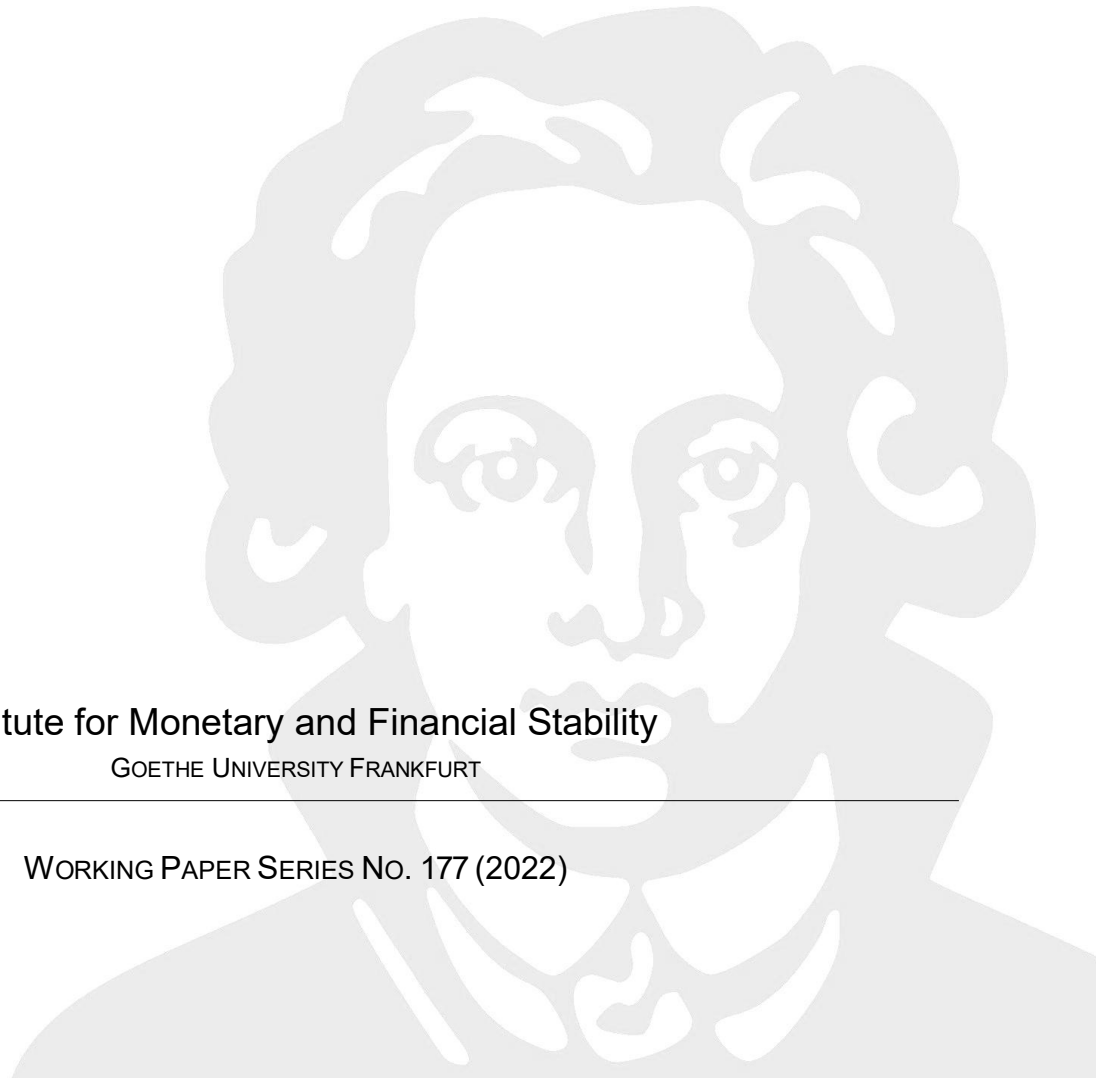 tute for Monetary and Financial Stability
GOETHE UNIVERSITY FRANKFURT
WORKING PAPER SERIES NO. 177 (2022)